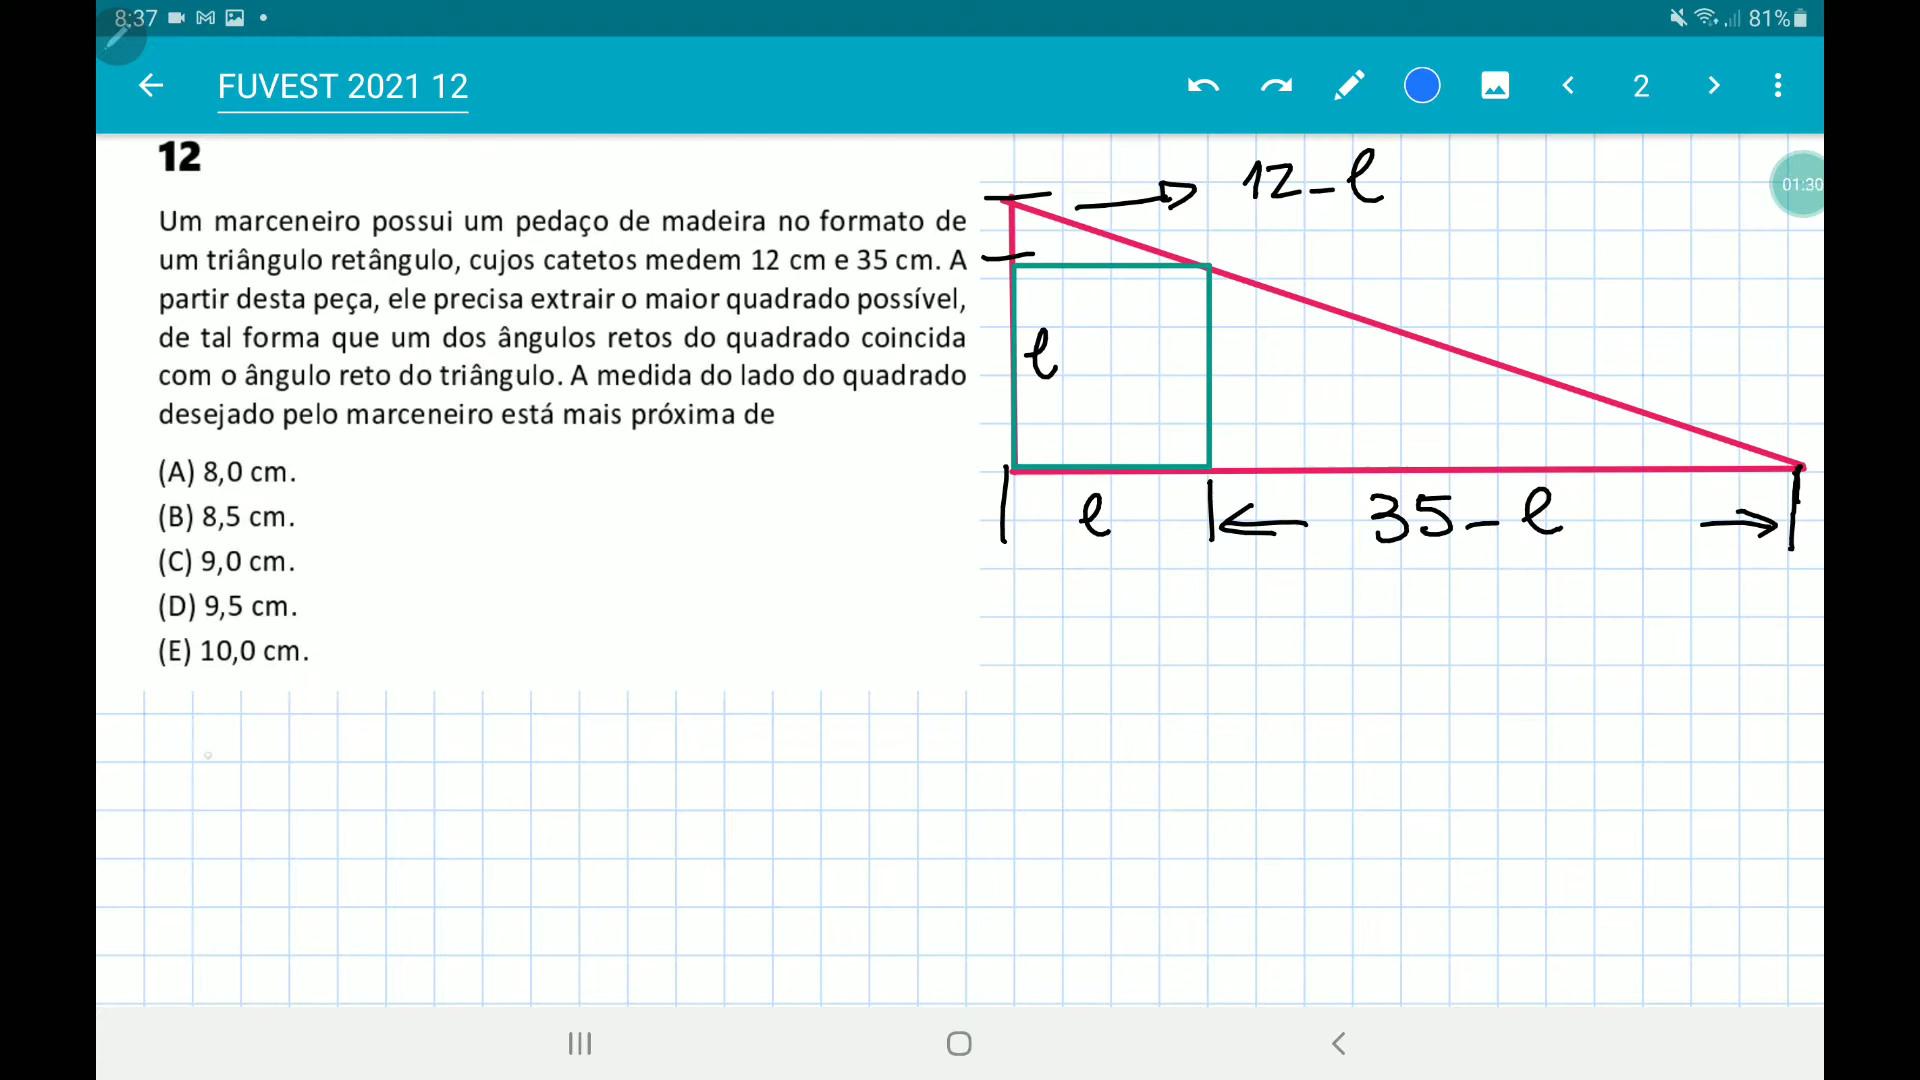 8:37
81%
FUVEST 2021 12
2
12
01:30
Um marceneiro possui um pedaço de madeira no formato de
um triângulo retângulo, cujos catetos medem 12 cm e 35 cm. A
partir desta peça, ele precisa extrair o maior quadrado possível,
de tal forma que um dos ângulos retos do quadrado coincida
com o ângulo reto do triângulo. A medida do lado do quadrado
desejado pelo marceneiro está mais próxima de
(A) 8,0 cm.
(B) 8,5 cm.
(C) 9,0 cm.
(D) 9,5 cm.
(E) 10,0 cm.
12-l
l
l
35-l